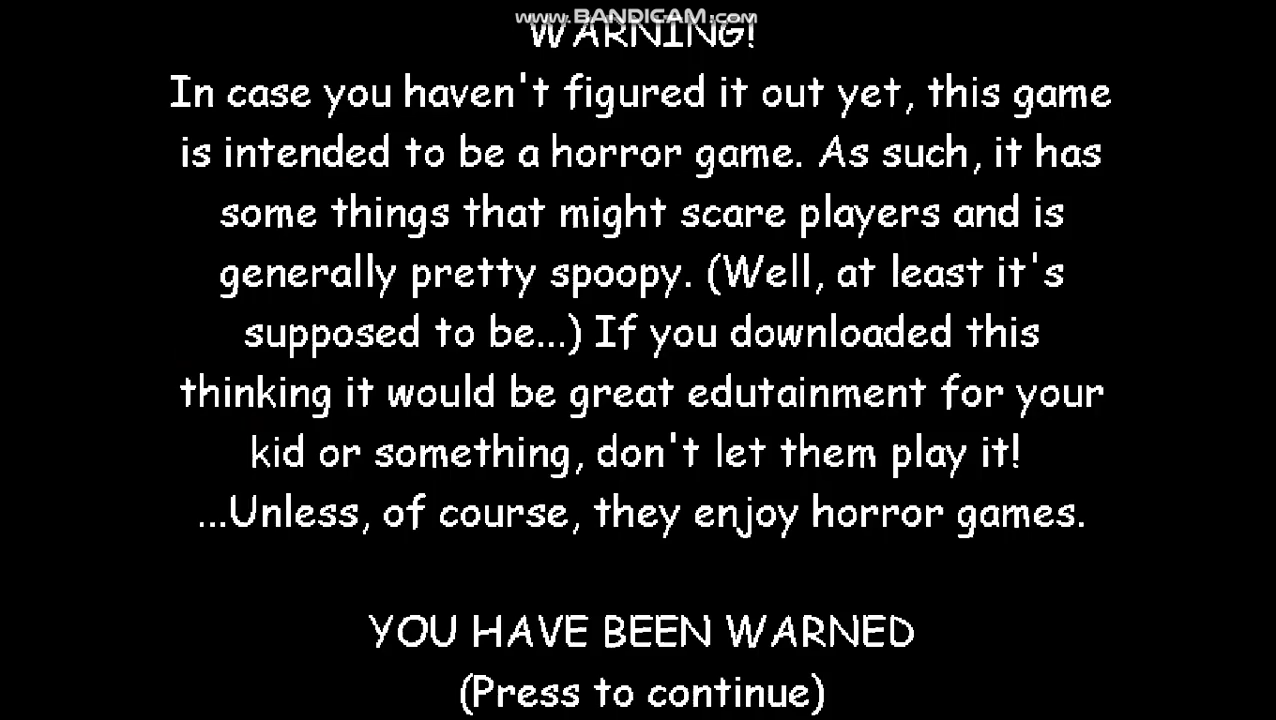 www.BANDICAM.com
WARNING!
In case you haven't figured it out yet, this game
is intended to be a horror game. As such, it has
some things that might scare players and is
generally pretty spoopy. (Well, at least it's
supposed to be...) If you downloaded this
thinking it would be great edutainment for your
kid or something, don't let them play it!
...Unless, of course, they enjoy horror games.
YOU HAVE BEEN WARNED
(Press to continue)